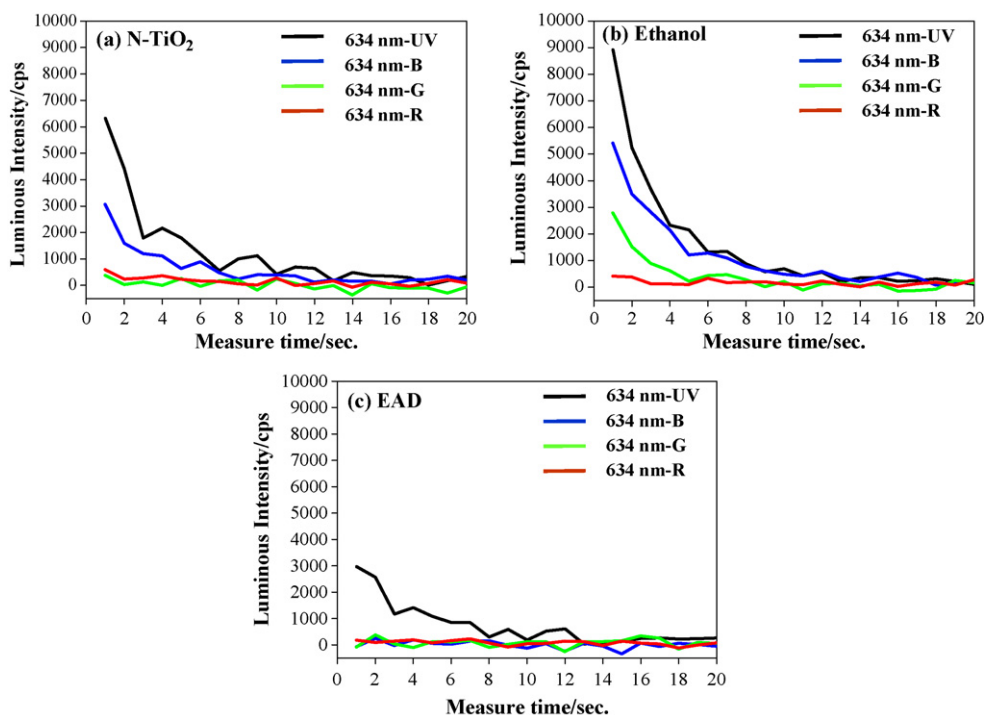 (a) N-TiO₂
634 nm-UV
634 nm-B
634 nm-G
634 nm-R
Luminous Intensity/cps
10000
9000
8000
7000
6000
5000
4000
3000
2000
1000
0
0 2 4 6 8 10 12 14 16 18 20
Measure time/sec.
(b) Ethanol
634 nm-UV
634 nm-B
634 nm-G
634 nm-R
Luminous Intensity/cps
10000
9000
8000
7000
6000
5000
4000
3000
2000
1000
0
0 2 4 6 8 10 12 14 16 18 20
Measure time/sec.
(c) EAD
634 nm-UV
634 nm-B
634 nm-G
634 nm-R
Luminous Intensity/cps
10000
9000
8000
7000
6000
5000
4000
3000
2000
1000
0
0 2 4 6 8 10 12 14 16 18 20
Measure time/sec.